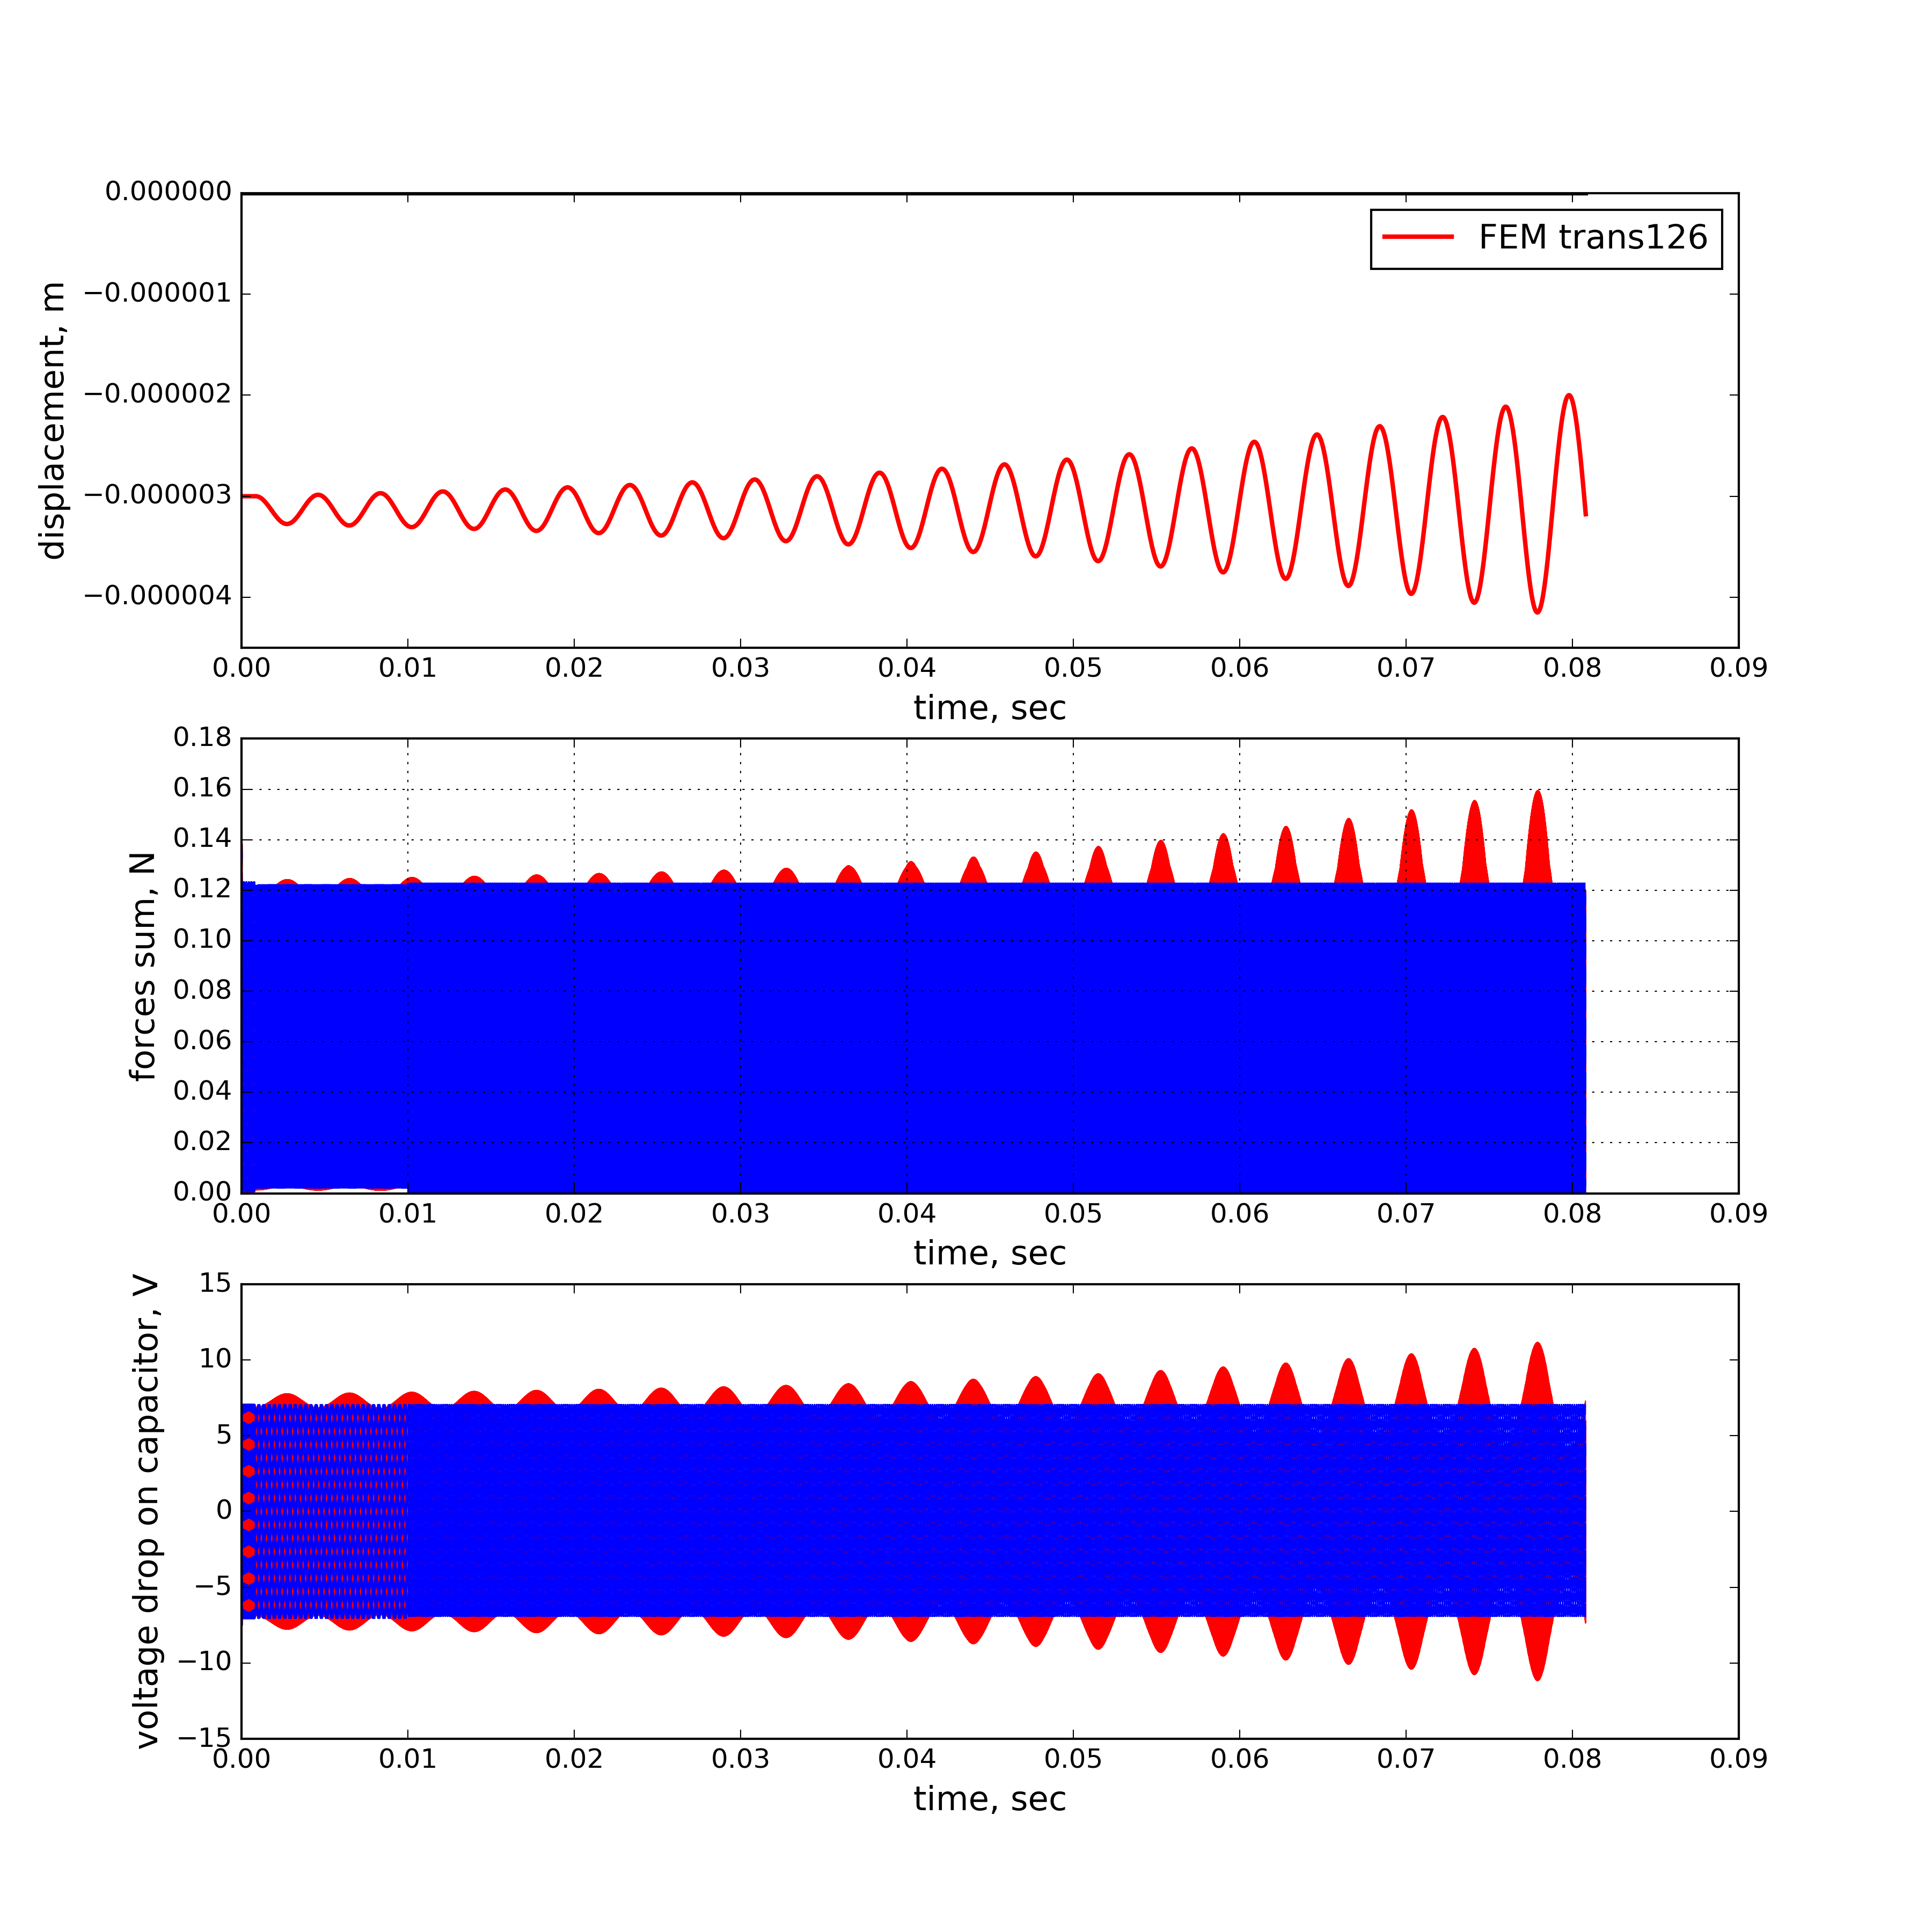 0.000000
−0.000001
−0.000002
−0.000003
−0.000004
displacement, m
FEM trans126
0.00 0.01 0.02 0.03 0.04 0.05 0.06 0.07 0.08 0.09
time, sec
0.18
0.16
0.14
0.12
0.10
0.08
0.06
0.04
0.02
0.00
forces sum, N
0.00 0.01 0.02 0.03 0.04 0.05 0.06 0.07 0.08 0.09
time, sec
15
10
5
0
−5
−10
−15
voltage drop on capacitor, V
0.00 0.01 0.02 0.03 0.04 0.05 0.06 0.07 0.08 0.09
time, sec